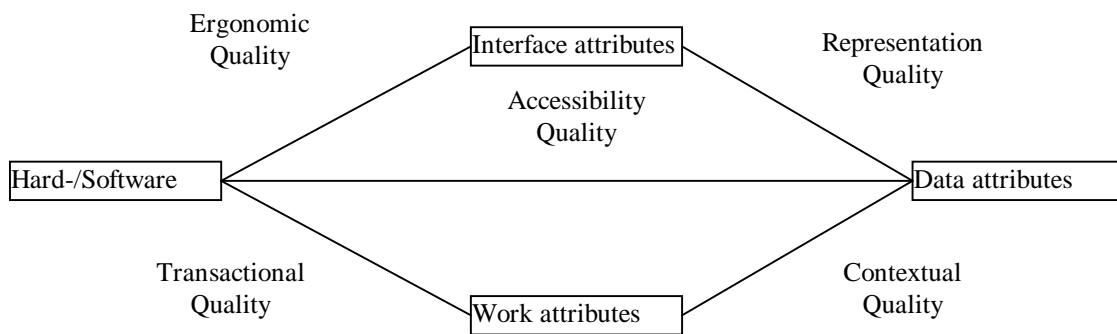 Ergonomic
Quality
Interface attributes
Representation
Quality
Accessibility
Quality
Hard-/Software
Data attributes
Transactional
Quality
Contextual
Quality
Work attributes